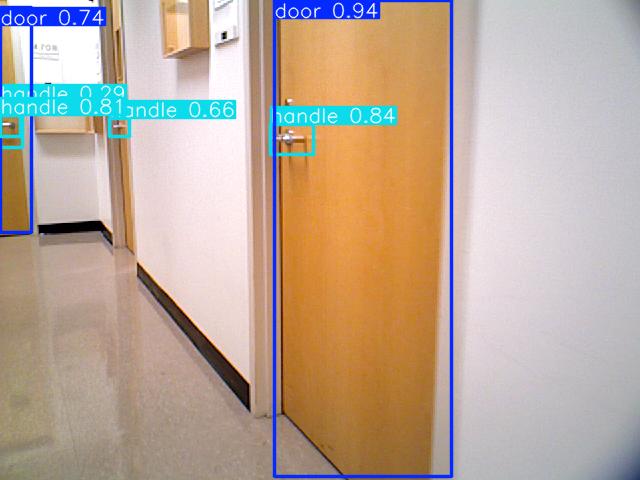 door 0.74
door 0.94
handle 0.29
handle 0.81
andle 0.66
handle 0.84